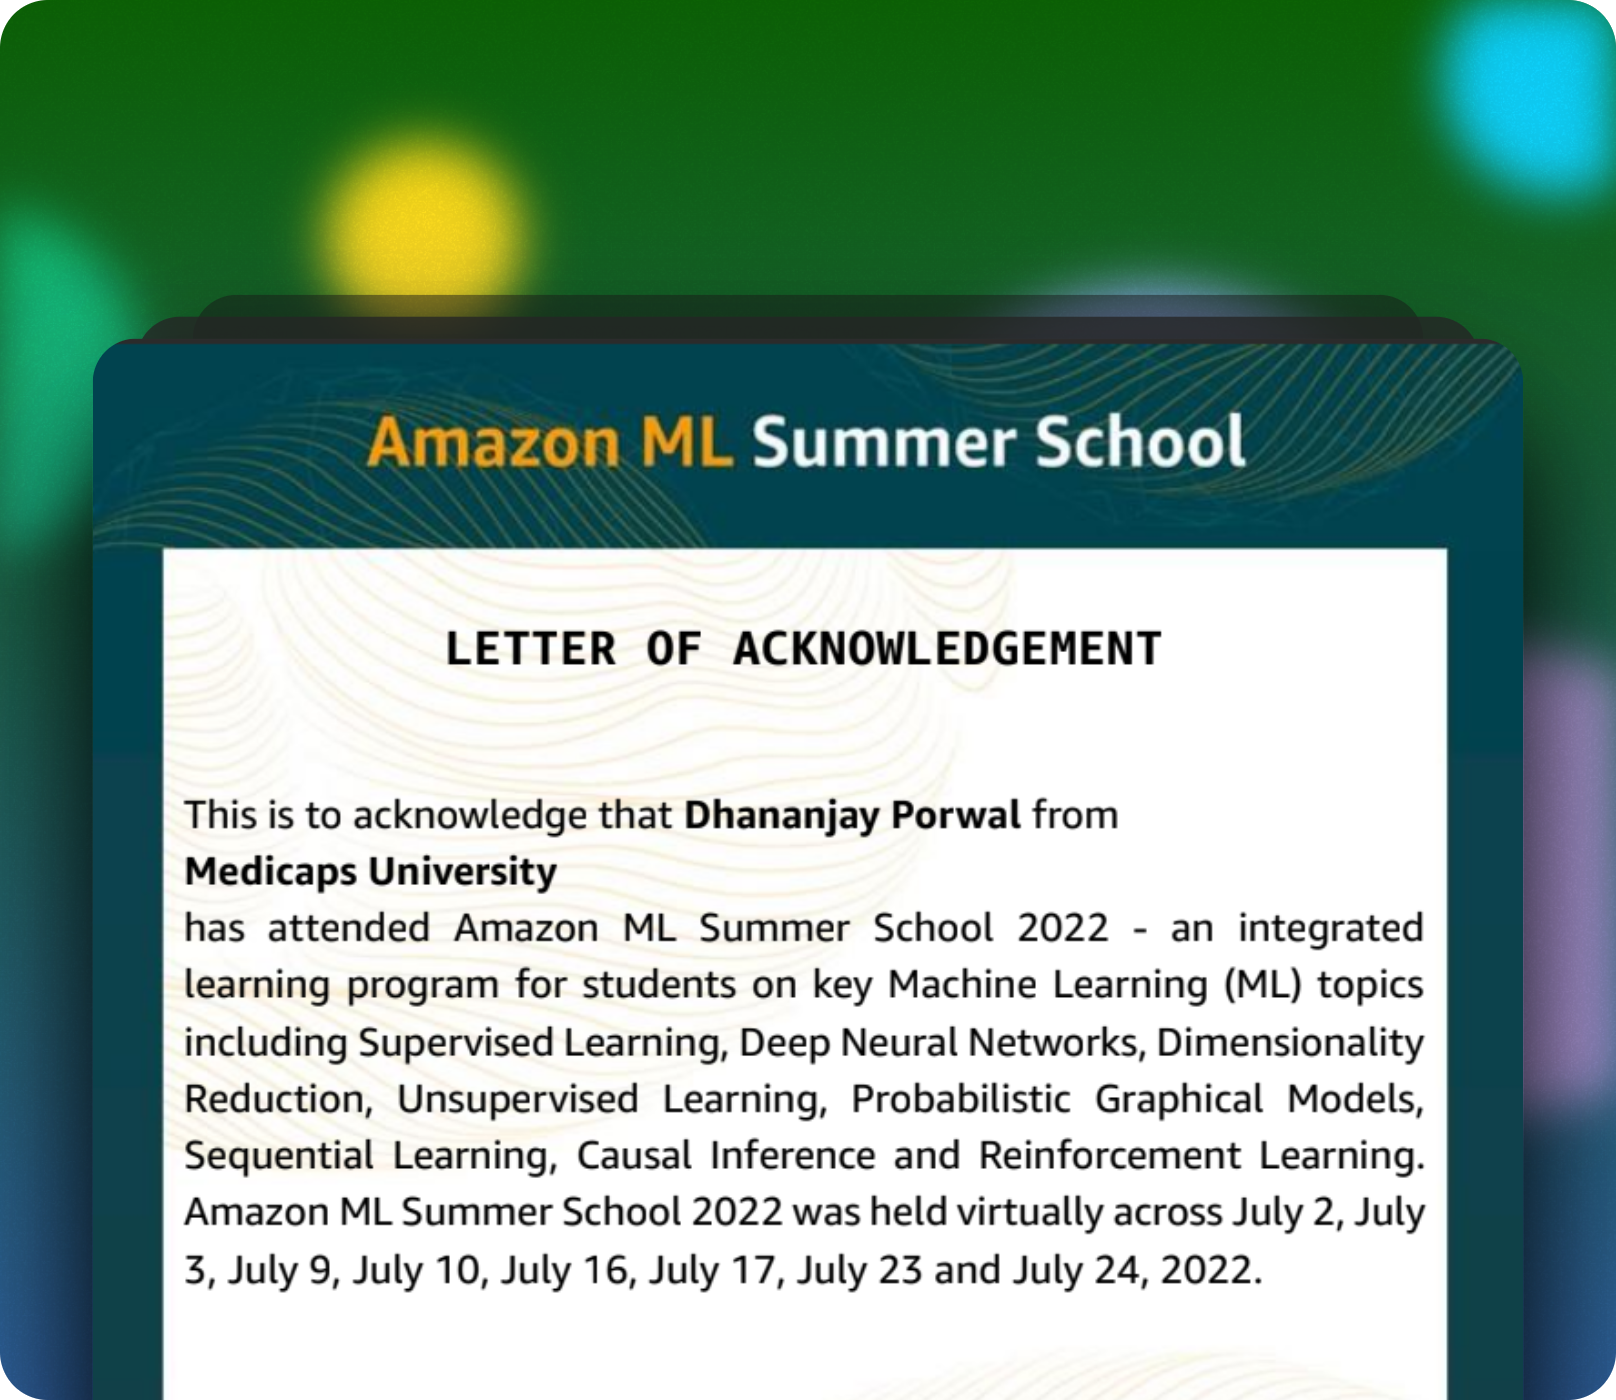 Amazon ML Summer School
LETTER OF ACKNOWLEDGEMENT
This is to acknowledge that Dhananjay Porwal from
Medicaps University
has attended Amazon ML Summer School 2022 - an integrated
learning program for students on key Machine Learning (ML) topics
including Supervised Learning, Deep Neural Networks, Dimensionality
Reduction, Unsupervised Learning, Probabilistic Graphical Models,
Sequential Learning, Causal Inference and Reinforcement Learning.
Amazon ML Summer School 2022 was held virtually across July 2, July
3, July 9, July 10, July 16, July 17, July 23 and July 24, 2022.